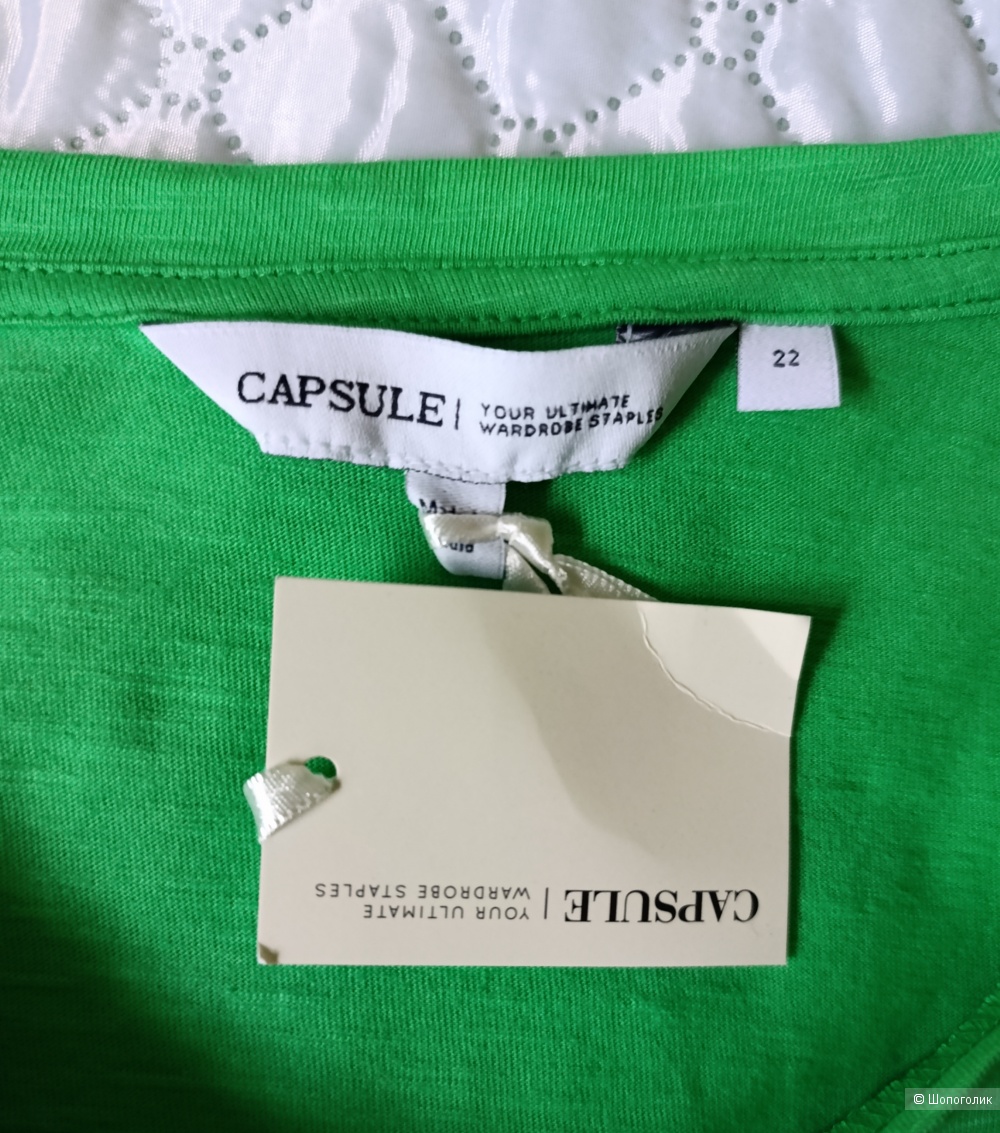 CAPSULE | YOUR ULTIMATE
WARDROBE STAPLES
22
CAPSULE | YOUR ULTIMATE
WARDROBE STAPLES
© Шопоголик